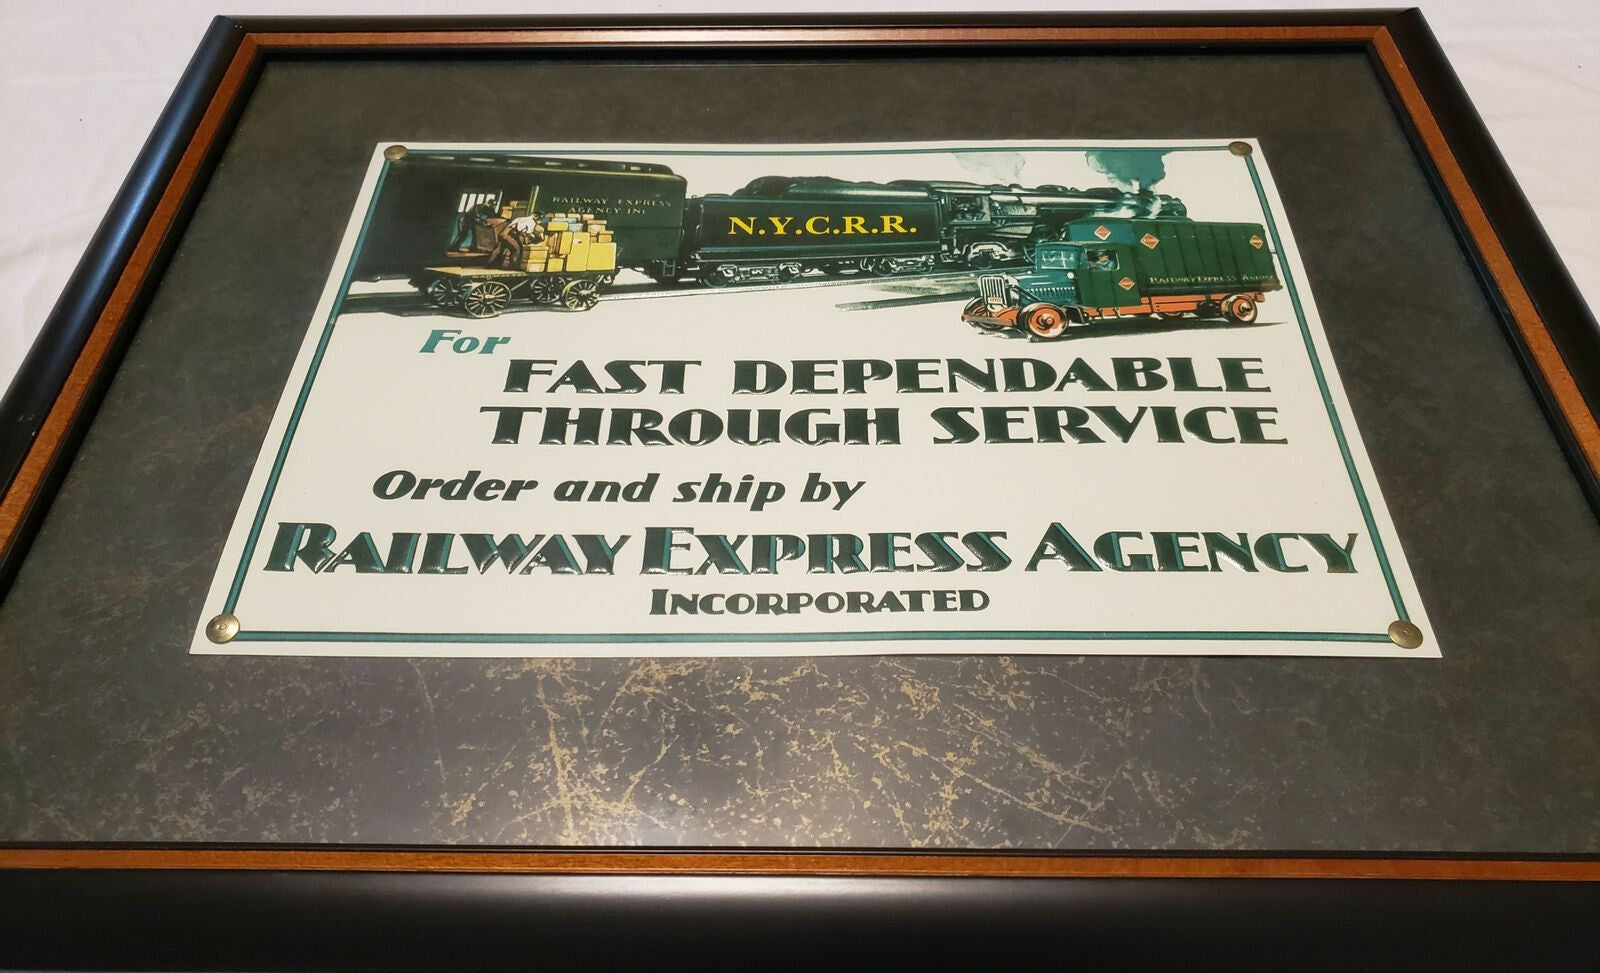 RAILWAY EXPRESS
AGENCY INC
N.Y.C.R.R.
RAILWAY EXPRESS AGENCY
For
FAST DEPENDABLE
THROUGH SERVICE
Order and ship by
RAILWAY EXPRESS AGENCY
INCORPORATED